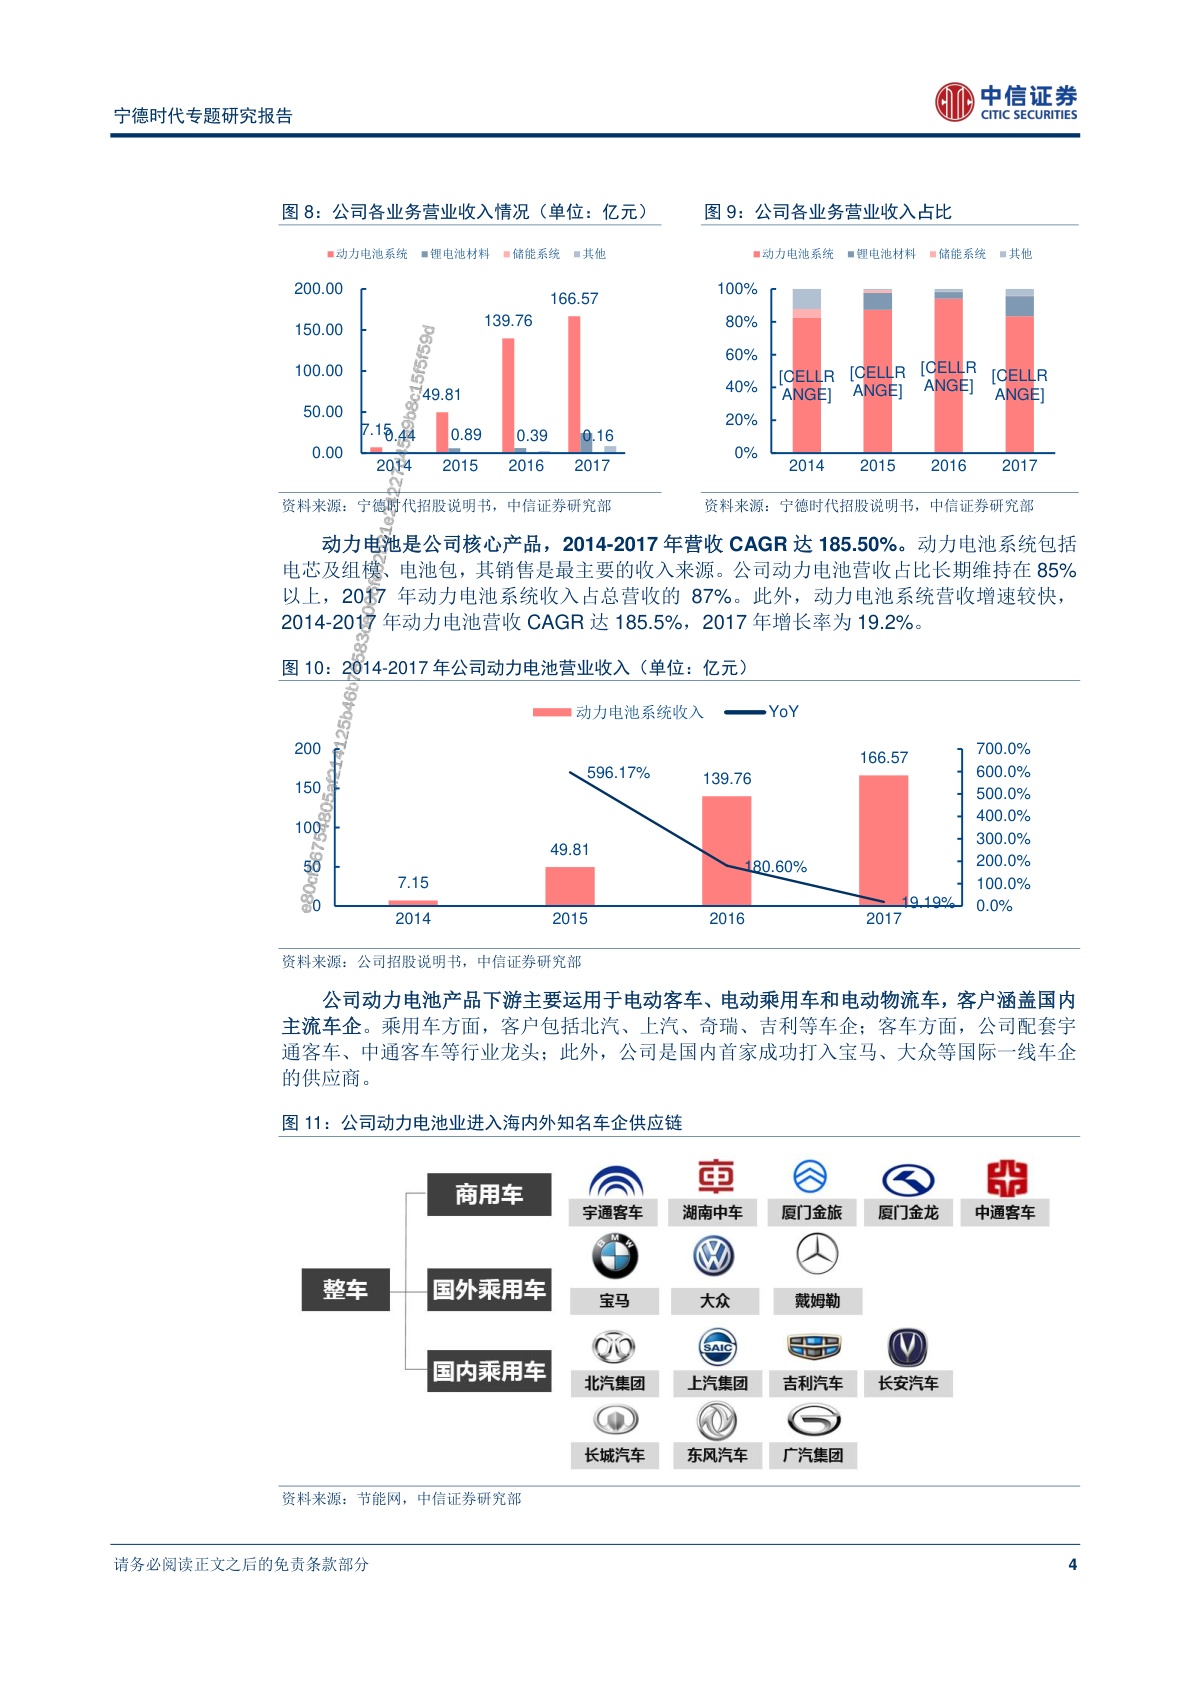 宁德时代专题研究报告
中信证券
CITIC SECURITIES
图 8：公司各业务营业收入情况（单位：亿元）
动力电池系统 锂电池材料 储能系统 其他
200.00
150.00
100.00
50.00
0.00
7.15
0.44
49.81
0.89
139.76
0.39
166.57
0.16
2014 2015 2016 2017
资料来源：宁德时代招股说明书，中信证券研究部
图 9：公司各业务营业收入占比
动力电池系统 锂电池材料 储能系统 其他
100%
80%
60%
40%
20%
0%
[CELLR
ANGE]
[CELLR
ANGE]
[CELLR
ANGE]
[CELLR
ANGE]
2014 2015 2016 2017
资料来源：宁德时代招股说明书，中信证券研究部
动力电池是公司核心产品，2014-2017 年营收 CAGR 达 185.50%。动力电池系统包括
电芯及组模、电池包，其销售是最主要的收入来源。公司动力电池营收占比长期维持在 85%
以上，2017 年动力电池系统收入占总营收的 87%。此外，动力电池系统营收增速较快，
2014-2017 年动力电池营收 CAGR 达 185.5%，2017 年增长率为 19.2%。
图 10：2014-2017 年公司动力电池营业收入（单位：亿元）
动力电池系统收入 YoY
200
150
100
50
0
7.15
49.81
139.76
166.57
596.17%
180.60%
19.19%
700.0%
600.0%
500.0%
400.0%
300.0%
200.0%
100.0%
0.0%
2014 2015 2016 2017
资料来源：公司招股说明书，中信证券研究部
公司动力电池产品下游主要运用于电动客车、电动乘用车和电动物流车，客户涵盖国内
主流车企。乘用车方面，客户包括北汽、上汽、奇瑞、吉利等车企；客车方面，公司配套宇
通客车、中通客车等行业龙头；此外，公司是国内首家成功打入宝马、大众等国际一线车企
的供应商。
图 11：公司动力电池业进入海内外知名车企供应链
整车
商用车
宇通客车 湖南中车 厦门金旅 厦门金龙 中通客车
国外乘用车
BMW
宝马 大众 戴姆勒
国内乘用车
SAIC
北汽集团 上汽集团 吉利汽车 长安汽车
长城汽车 东风汽车 广汽集团
资料来源：节能网，中信证券研究部
请务必阅读正文之后的免责条款部分
4